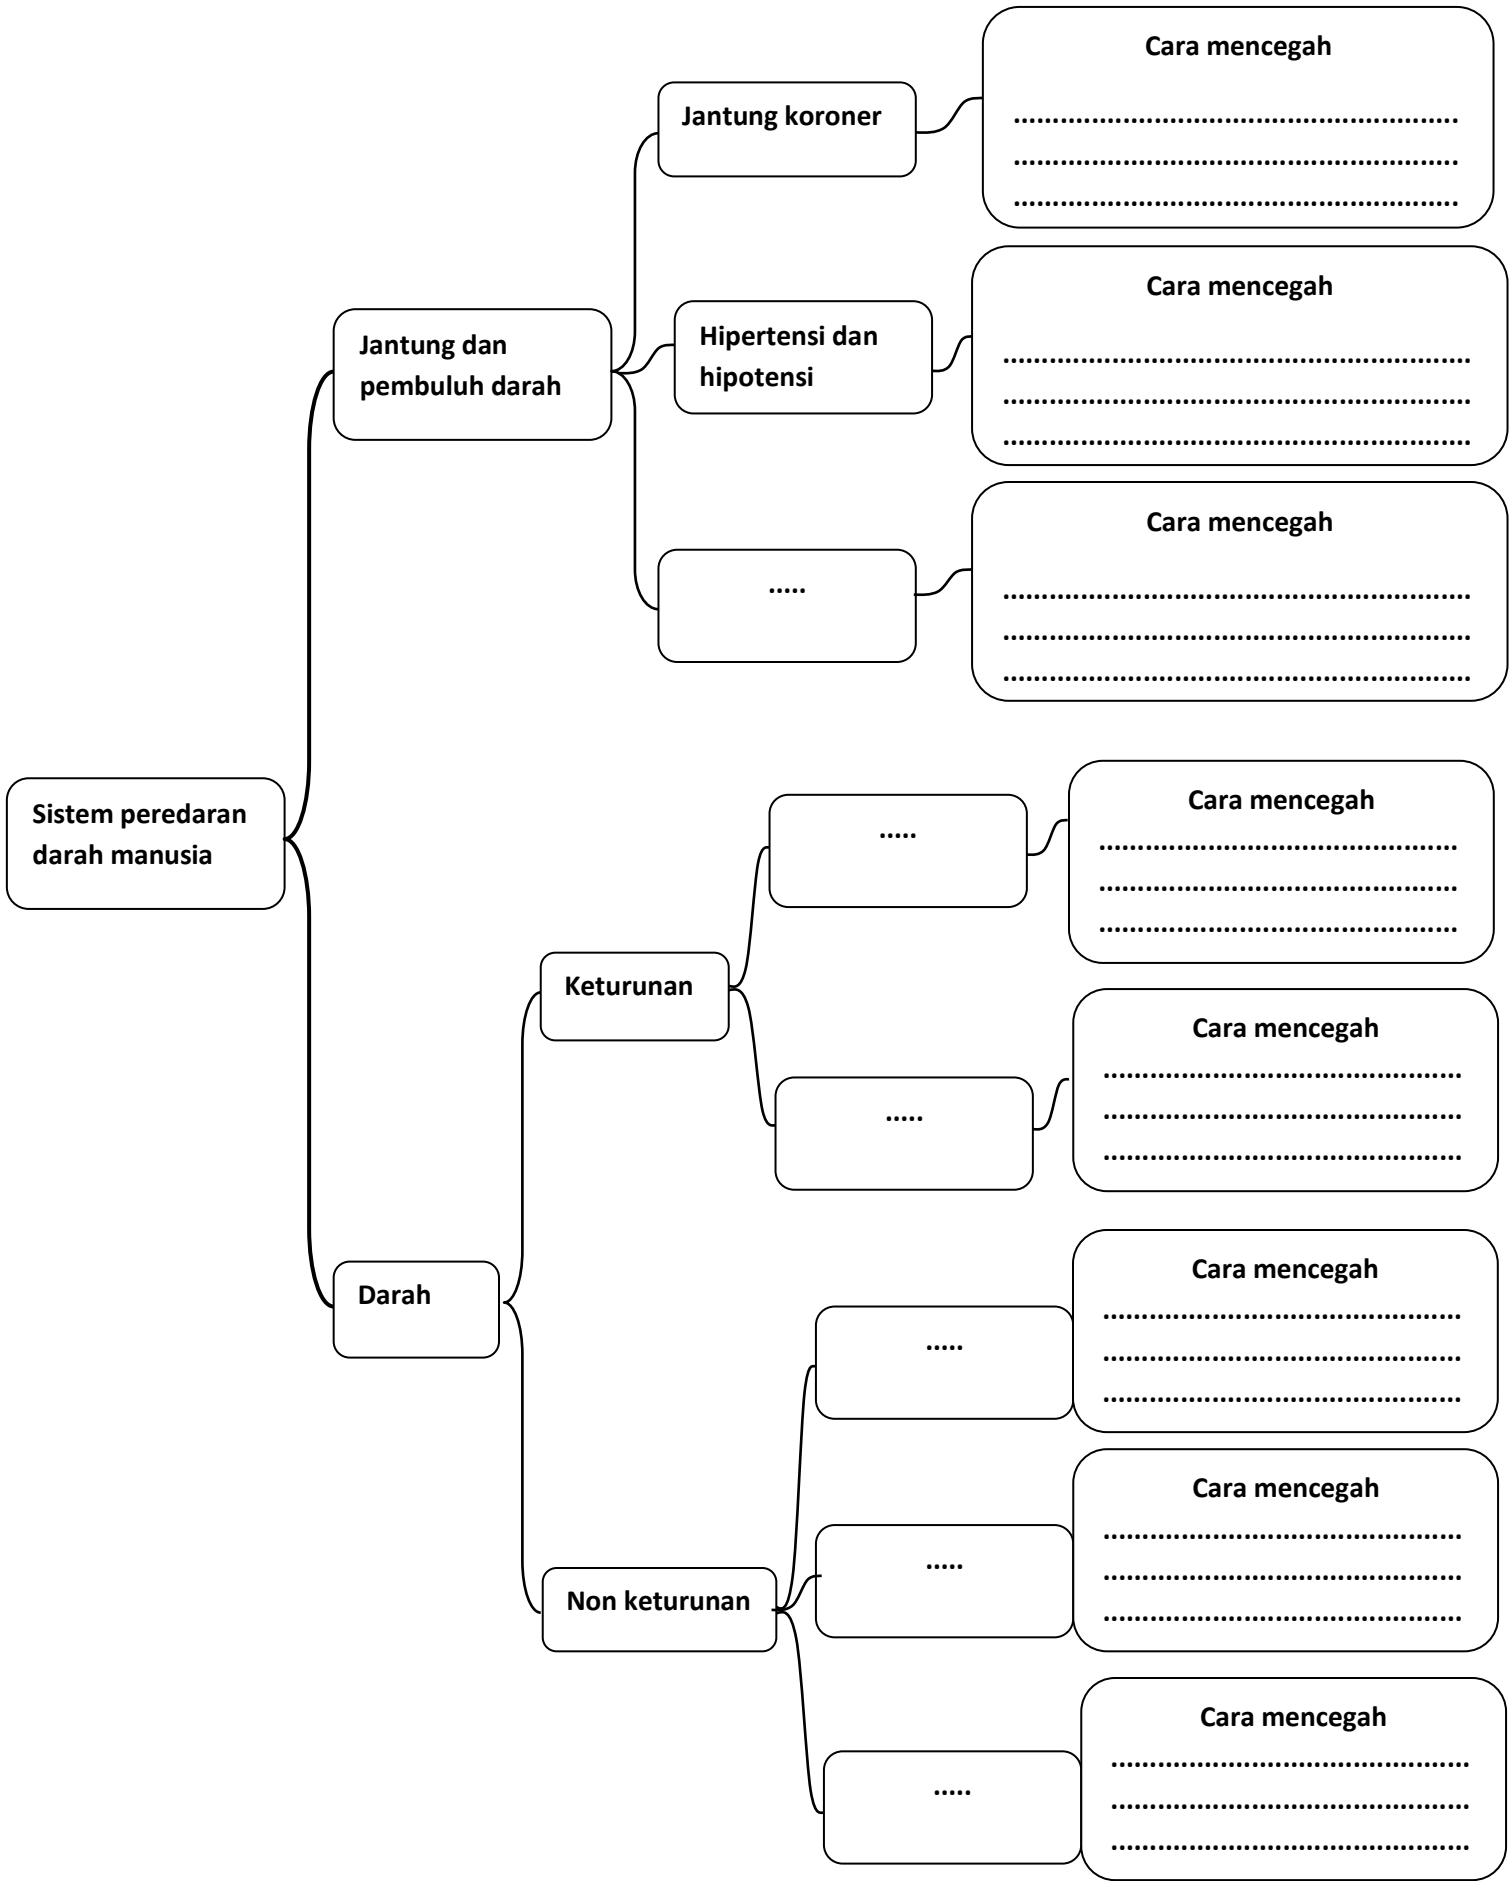 Cara mencegah
..........................................................
..........................................................
..........................................................
Jantung koroner
Cara mencegah
.............................................................
.............................................................
.............................................................
Hipertensi dan
hipotensi
Jantung dan
pembuluh darah
Cara mencegah
.............................................................
.............................................................
.............................................................
.....
Sistem peredaran
darah manusia
Cara mencegah
...............................................
...............................................
...............................................
.....
Keturunan
Cara mencegah
...............................................
...............................................
...............................................
.....
Darah
Cara mencegah
...............................................
...............................................
...............................................
.....
Cara mencegah
...............................................
...............................................
...............................................
.....
Non keturunan
Cara mencegah
...............................................
...............................................
...............................................
.....